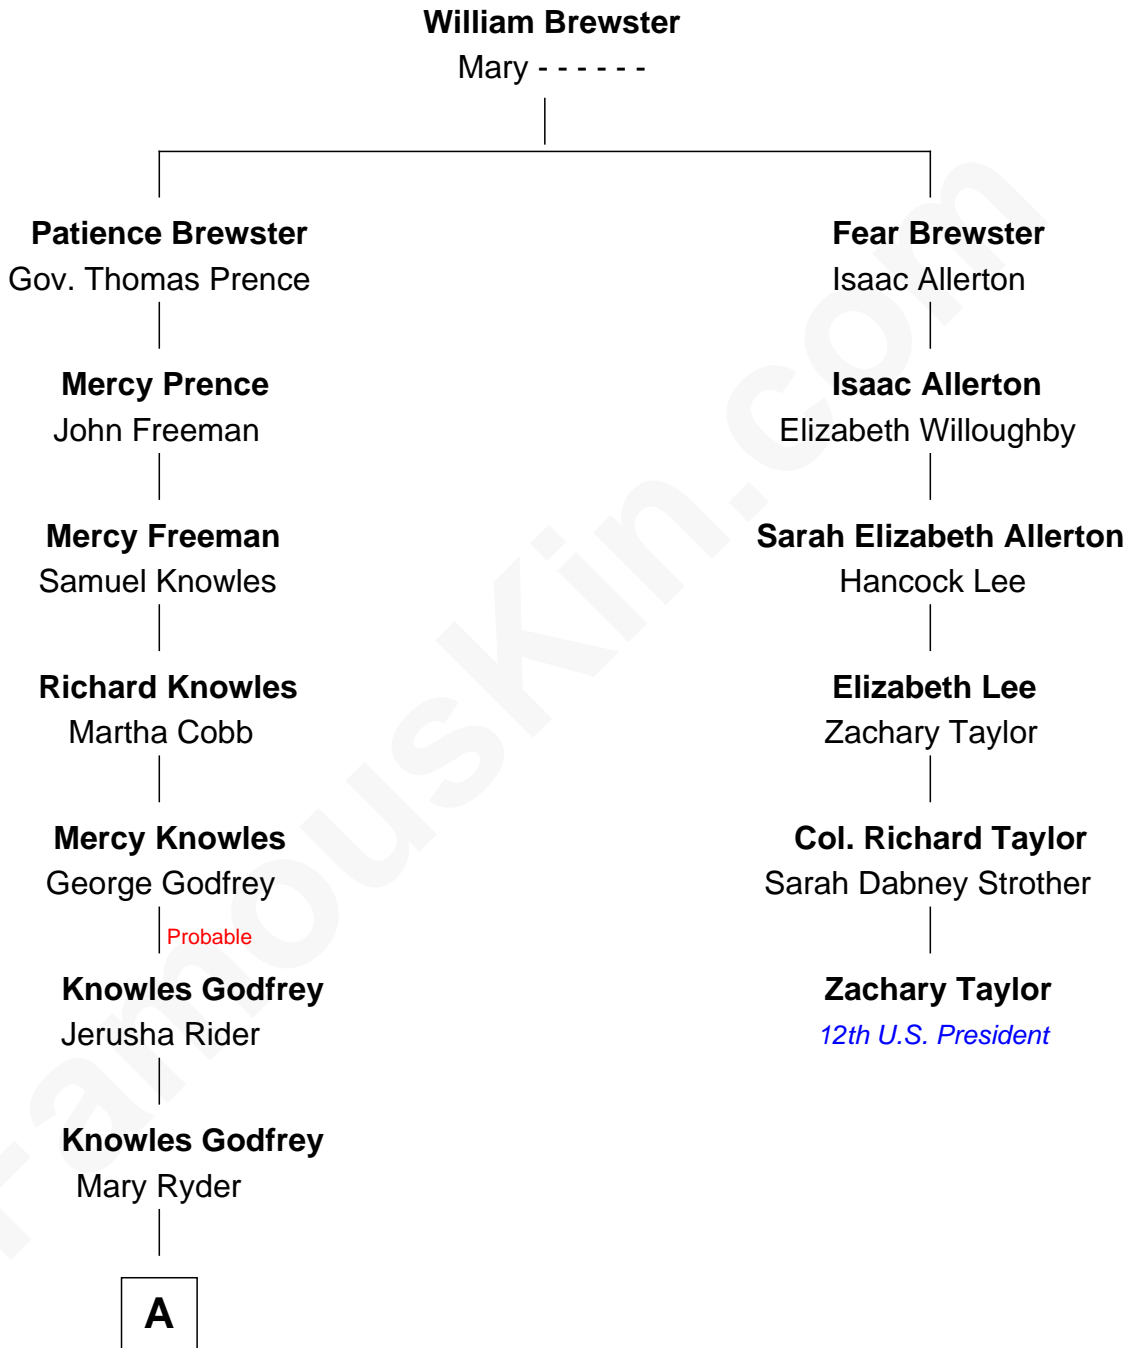 William Brewster
Mary - - - - - -
Patience Brewster
Gov. Thomas Prence
Fear Brewster
Isaac Allerton
Mercy Prence
John Freeman
Isaac Allerton
Elizabeth Willoughby
Mercy Freeman
Samuel Knowles
Sarah Elizabeth Allerton
Hancock Lee
Richard Knowles
Martha Cobb
Elizabeth Lee
Zachary Taylor
Mercy Knowles
George Godfrey
Col. Richard Taylor
Sarah Dabney Strother
Probable
Knowles Godfrey
Jerusha Rider
Zachary Taylor
12th U.S. President
Knowles Godfrey
Mary Ryder
A
FamousKin.com